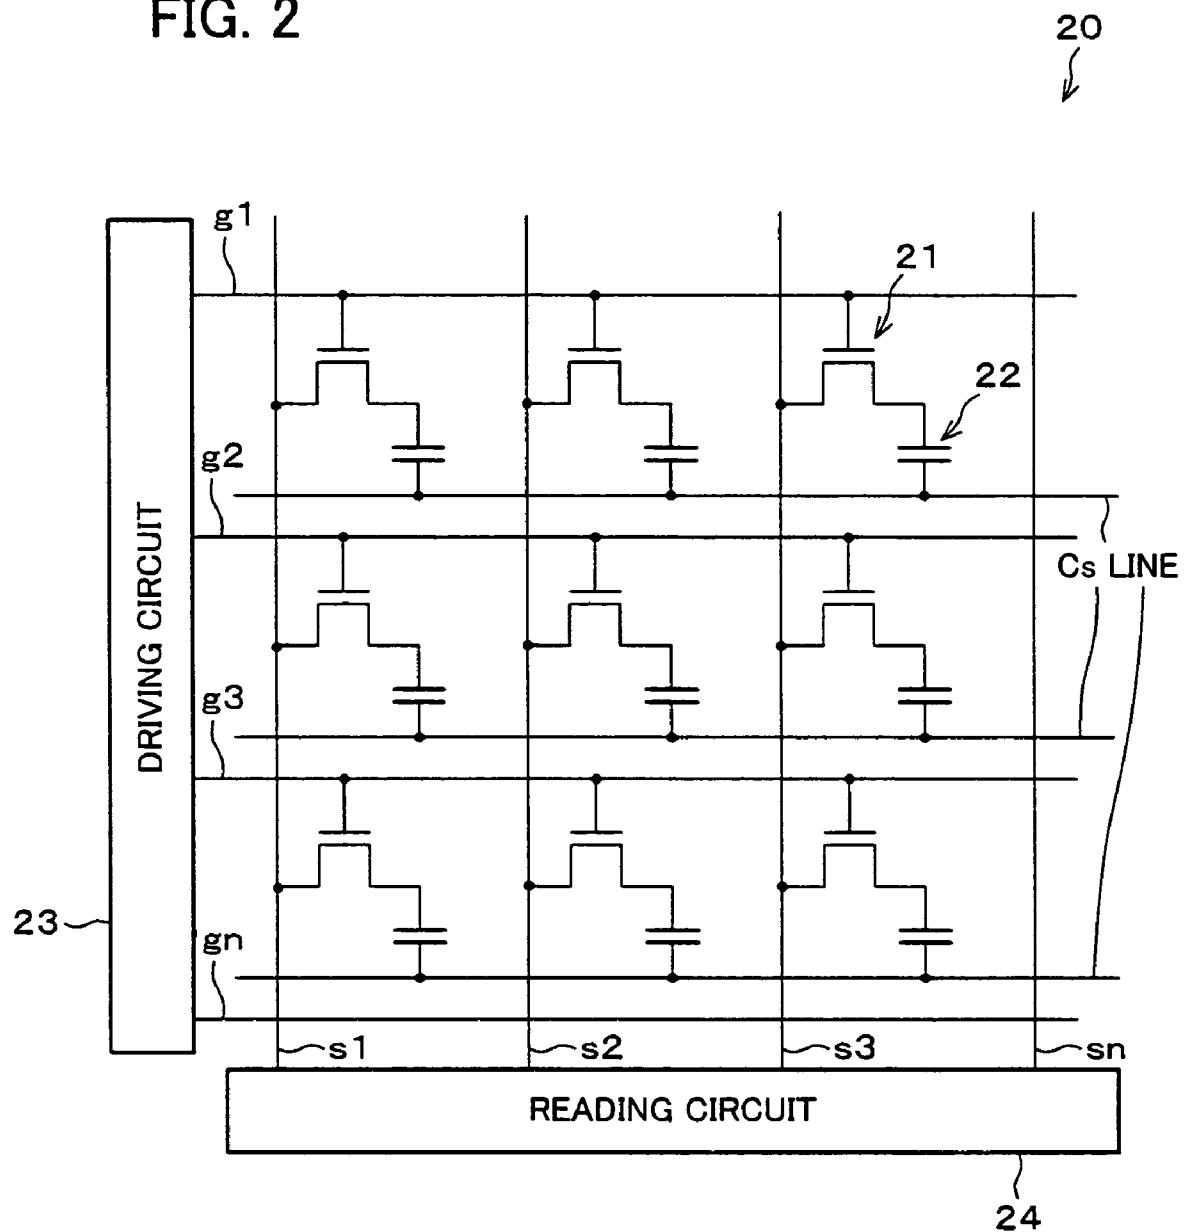 FIG. 2
20
g1
21
22
g2
Cs LINE
DRIVING CIRCUIT
g3
23
gn
s1
s2
s3
sn
READING CIRCUIT
24